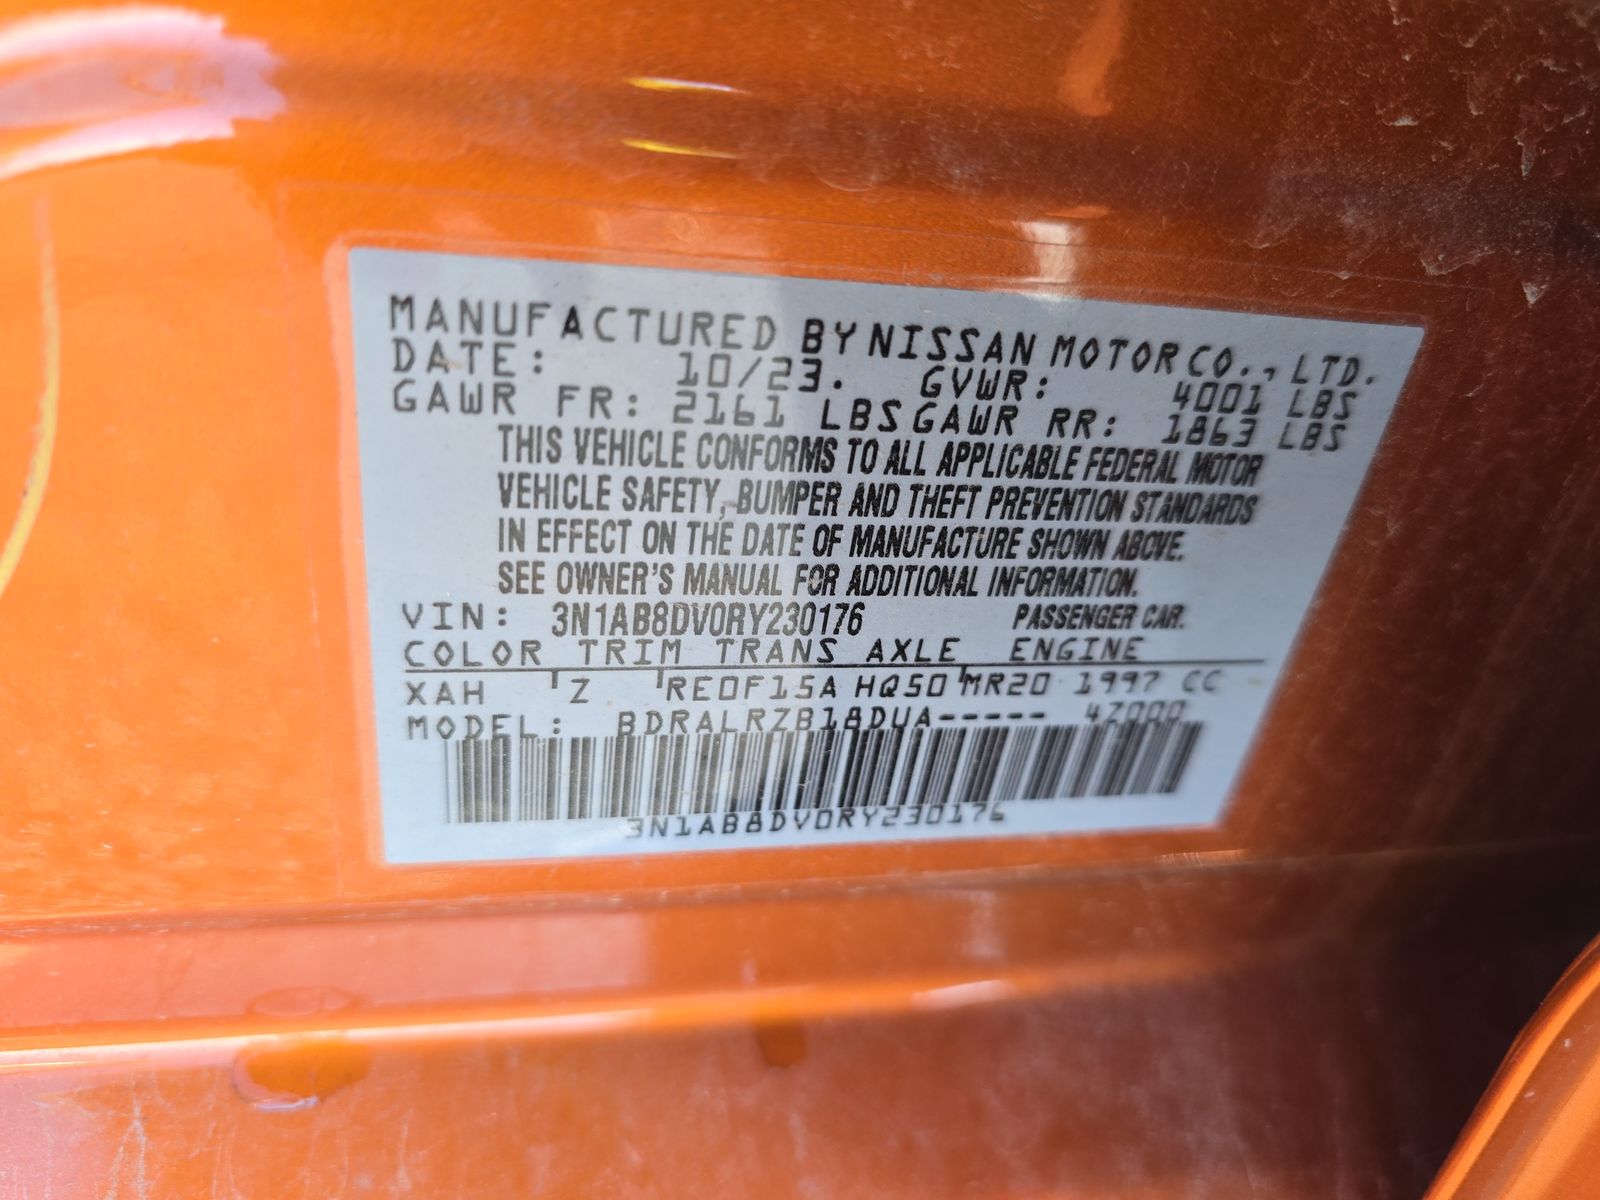 MANUFACTURED BY NISSAN MOTOR CO., LTD.
DATE: 10/23. GVWR: 4001 LBS
GAWR FR: 2161 LBS GAWR RR: 1863 LBS
THIS VEHICLE CONFORMS TO ALL APPLICABLE FEDERAL MOTOR
VEHICLE SAFETY, BUMPER AND THEFT PREVENTION STANDARDS
IN EFFECT ON THE DATE OF MANUFACTURE SHOWN ABOVE.
SEE OWNER'S MANUAL FOR ADDITIONAL INFORMATION.
VIN: 3N1AB8DV0RY230176 PASSENGER CAR.
COLOR TRIM TRANS AXLE ENGINE
XAH Z RE0F15A HQ50 MR20 1997 CC
MODEL: BDRALRZB18DUA----- 4Z000
3N1AB8DV0RY230176